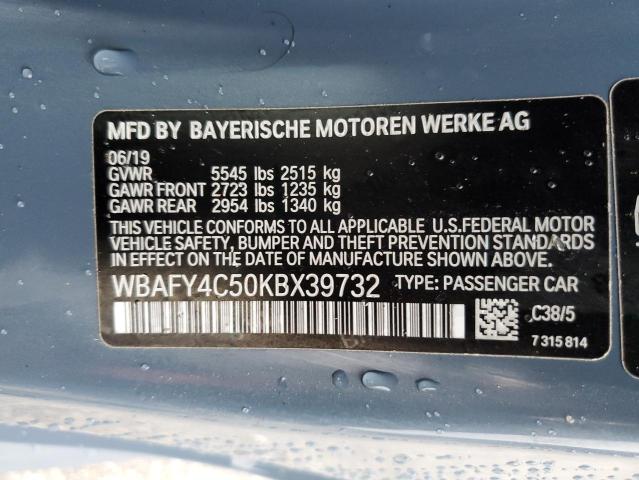 MFD BY BAYERISCHE MOTOREN WERKE AG
06/19
GVWR 5545 lbs 2515 kg
GAWR FRONT 2723 lbs 1235 kg
GAWR REAR 2954 lbs 1340 kg
THIS VEHICLE CONFORMS TO ALL APPLICABLE U.S.FEDERAL MOTOR
VEHICLE SAFETY, BUMPER AND THEFT PREVENTION STANDARDS
IN EFFECT ON THE DATE OF MANUFACTURE SHOWN ABOVE.
WBAFY4C50KBX39732 TYPE: PASSENGER CAR
C38/5
7 315 814